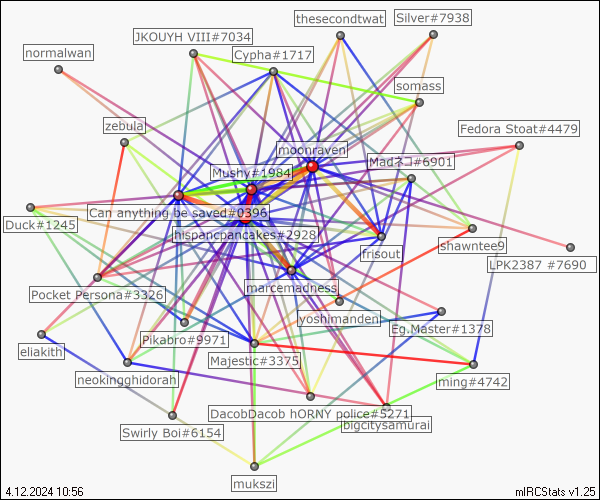 thesecondtwat
Silver#7938
JKOUYH VIII#7034
normalwan
Cypha#1717
somass
zebula
Fedora Stoat#4479
moonraven
Madネコ#6901
Mushy#1984
Can anything be saved#0396
Duck#1245
hispancpancakes#2928
frisout
shawntee9
LPK2387 #7690
Pocket Persona#3326
marcemadness
yoshimanden
Eg.Master#1378
Pikabro#9971
eliakith
Majestic#3375
neokingghidorah
ming#4742
DacobDacob hORNY police#5271
bigcitysamurai
Swirly Boi#6154
mukszi
4.12.2024 10:56
mIRCStats v1.25